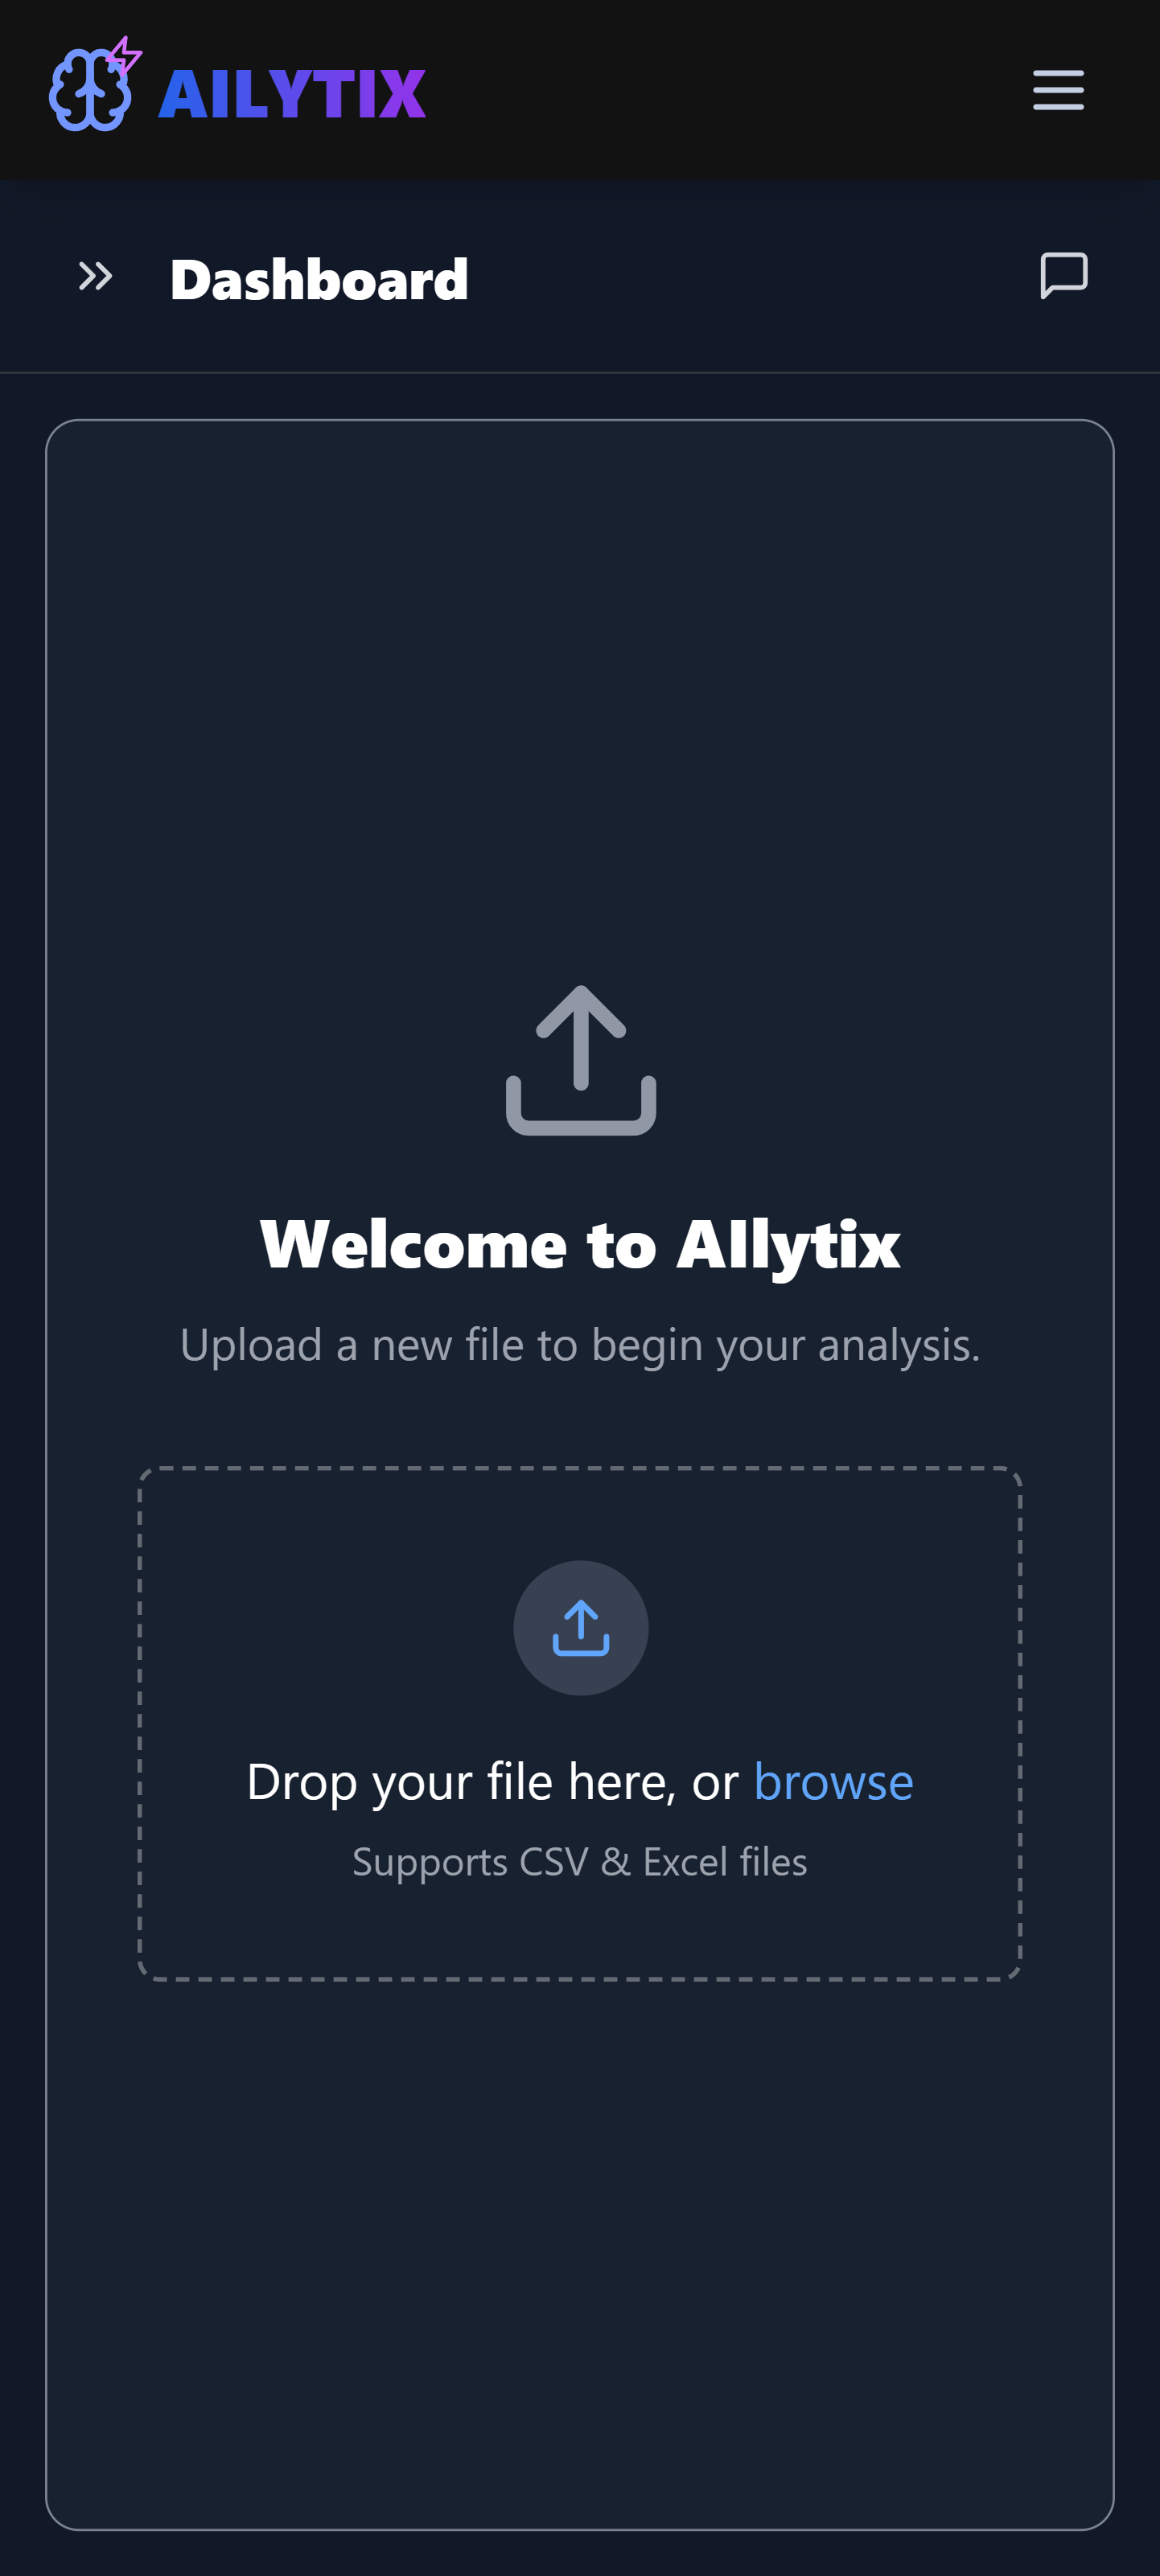 AILYTIX
Dashboard
Welcome to AIlytix
Upload a new file to begin your analysis.
Drop your file here, or browse
Supports CSV & Excel files